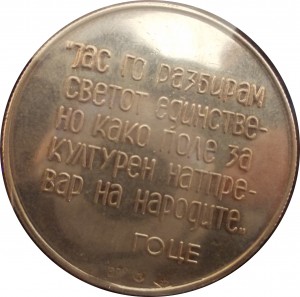 "ЈАС ГО РАЗБИРАМ
СВЕТОТ ЕДИНСТВЕ-
НО КАКО ПОЛЕ ЗА
КУЛТУРЕН НАТПРЕ-
ВАР НА НАРОДИТЕ„
ГОЦЕ